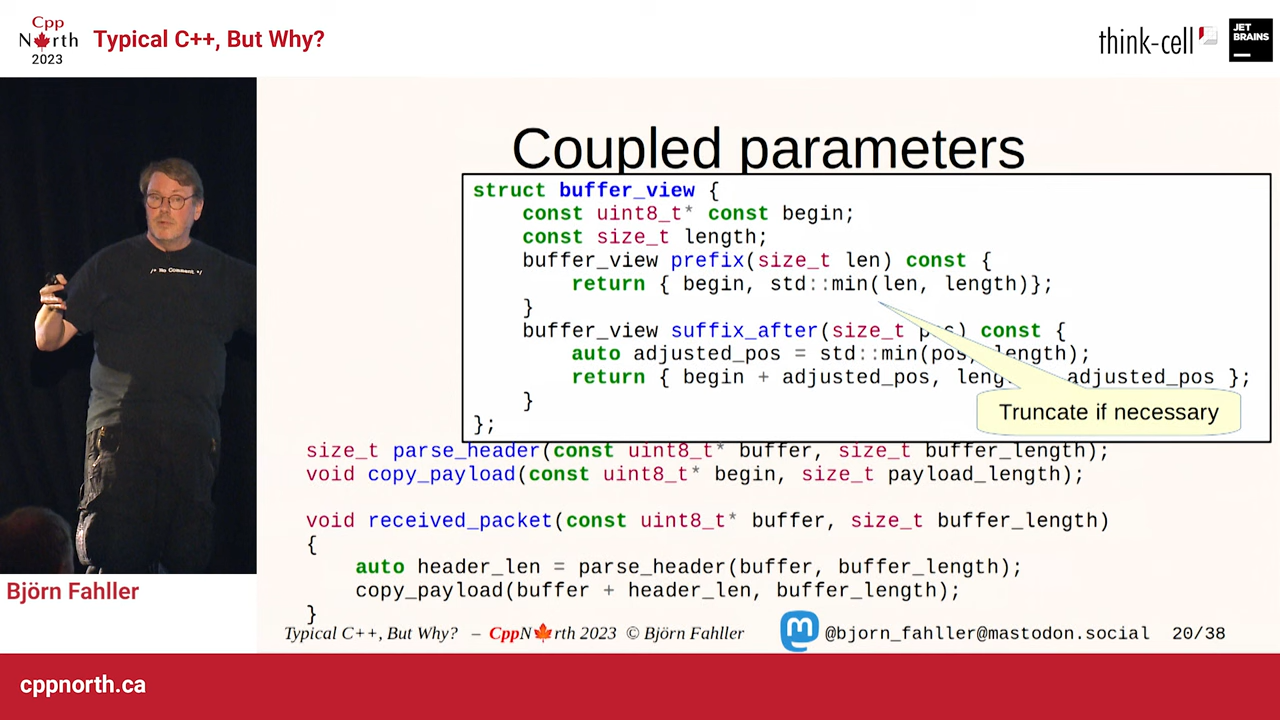 Cpp
North
2023
Typical C++, But Why?
think-cell
JET
BRAINS
/* No Comment */
Coupled parameters
struct buffer_view {
    const uint8_t* const begin;
    const size_t length;
    buffer_view prefix(size_t len) const {
        return { begin, std::min(len, length)};
    }
    buffer_view suffix_after(size_t pos) const {
        auto adjusted_pos = std::min(pos, length);
        return { begin + adjusted_pos, leng adjusted_pos };
    }
};
Truncate if necessary
size_t parse_header(const uint8_t* buffer, size_t buffer_length);
void copy_payload(const uint8_t* begin, size_t payload_length);
void received_packet(const uint8_t* buffer, size_t buffer_length)
{
    auto header_len = parse_header(buffer, buffer_length);
    copy_payload(buffer + header_len, buffer_length);
}
Typical C++, But Why? – CppN🍁rth 2023 © Björn Fahller
@bjorn_fahller@mastodon.social 20/38
Björn Fahller
cppnorth.ca